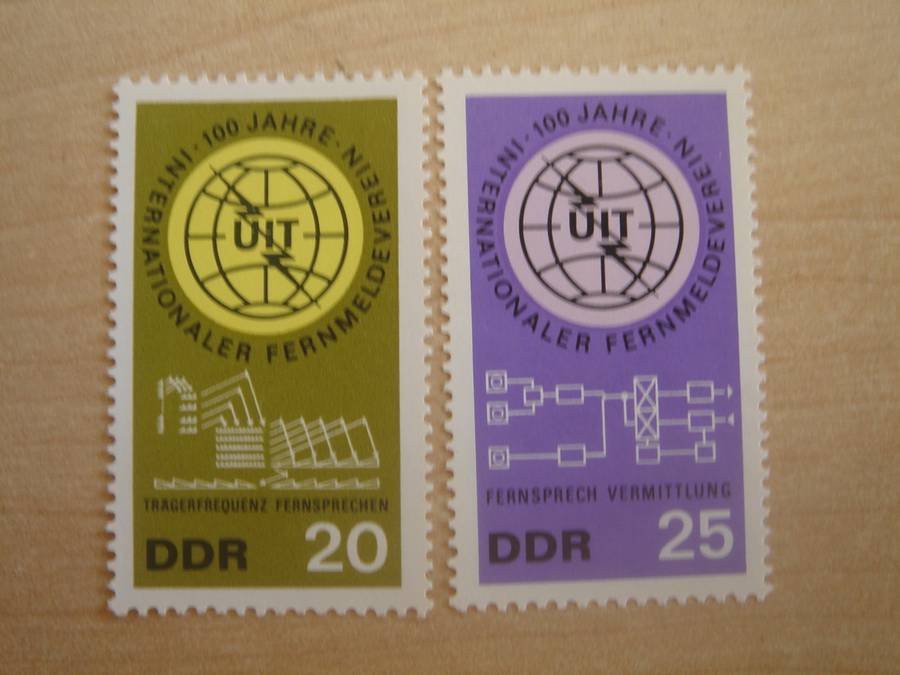 · 100 JAHRE · INTERNATIONALER FERNMELDEVEREIN
UIT
TRAGERFREQUENZ FERNSPRECHEN
DDR 20
· 100 JAHRE · INTERNATIONALER FERNMELDEVEREIN
UIT
FERNSPRECH VERMITTLUNG
DDR 25